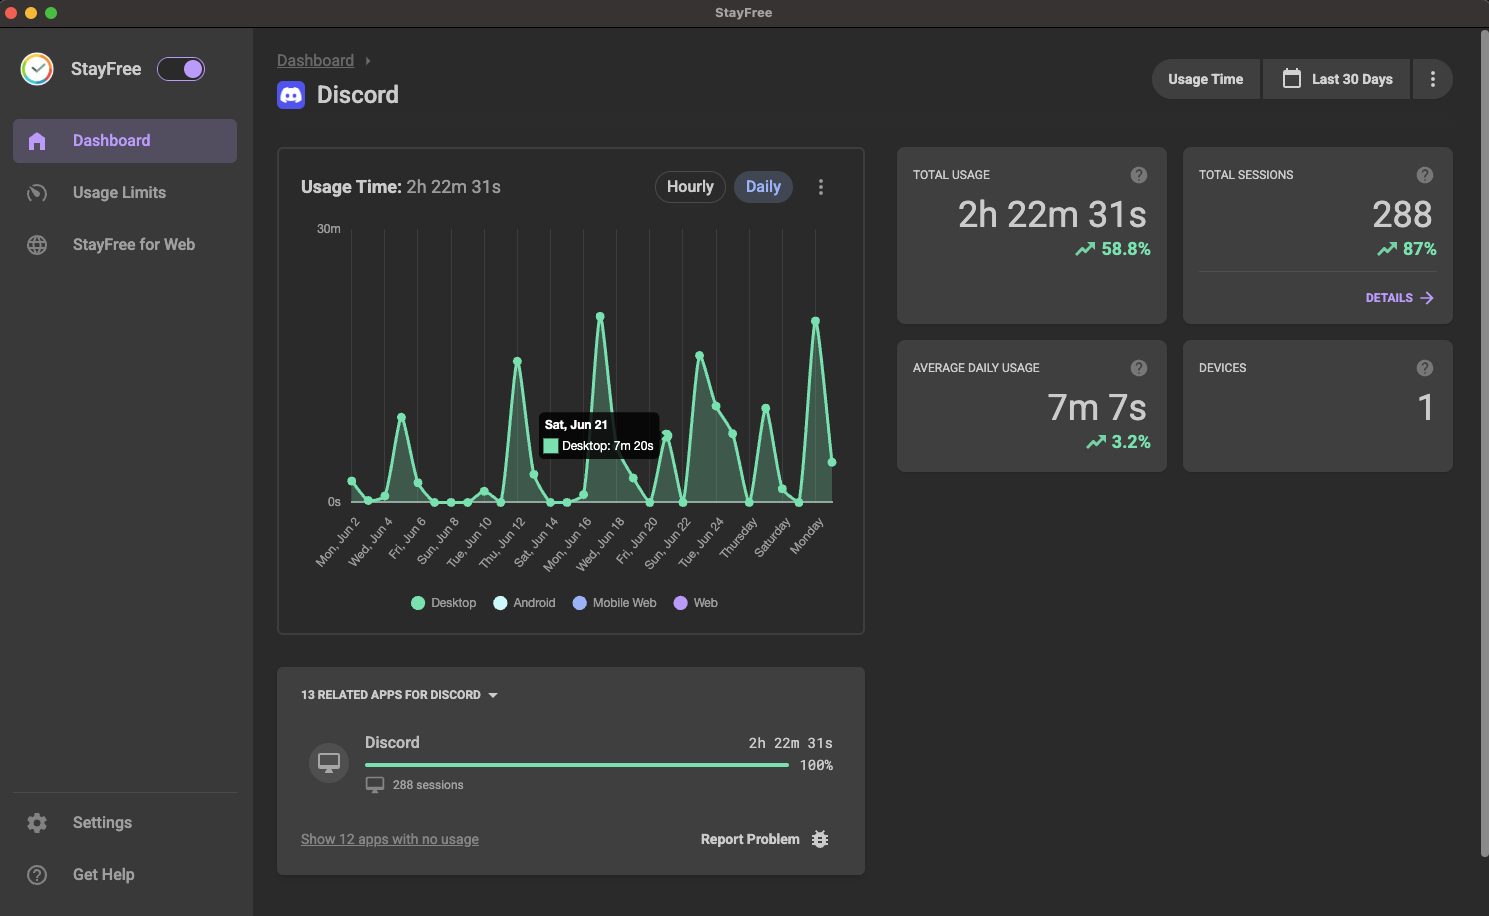 StayFree
StayFree
Dashboard
Usage Limits
StayFree for Web
Settings
Get Help
Dashboard
Discord
Usage Time
Last 30 Days
Usage Time: 2h 22m 31s
Hourly
Daily
30m
0s
Sat, Jun 21
Desktop: 7m 20s
Mon, Jun 2
Wed, Jun 4
Fri, Jun 6
Sun, Jun 8
Tue, Jun 10
Thu, Jun 12
Sat, Jun 14
Mon, Jun 16
Wed, Jun 18
Fri, Jun 20
Sun, Jun 22
Tue, Jun 24
Thursday
Saturday
Monday
Desktop
Android
Mobile Web
Web
TOTAL USAGE
?
2h 22m 31s
58.8%
TOTAL SESSIONS
?
288
87%
DETAILS
AVERAGE DAILY USAGE
?
7m 7s
3.2%
DEVICES
?
1
13 RELATED APPS FOR DISCORD
Discord
2h 22m 31s
100%
288 sessions
Show 12 apps with no usage
Report Problem